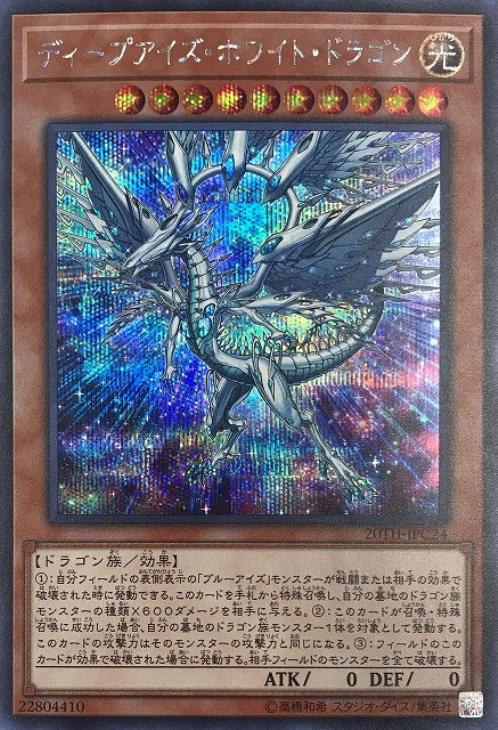 ディープアイズ・ホワイト・ドラゴン 光
20TH-JPC24
【ドラゴン族／効果】
①:自分フィールドの表側表示の「ブルーアイズ」モンスターが戦闘または相手の効果で
破壊された時に発動できる。このカードを手札から特殊召喚し、自分の墓地のドラゴン族
モンスターの種類×600ダメージを相手に与える。②:このカードが召喚・特殊
召喚に成功した場合、自分の墓地のドラゴン族モンスター1体を対象として発動する。
このカードの攻撃力はそのモンスターの攻撃力と同じになる。③:フィールドのこの
カードが効果で破壊された場合に発動する。相手フィールドのモンスターを全て破壊する。
ATK/ 0 DEF/ 0
22804410 ©高橋和希 スタジオ・ダイス/集英社